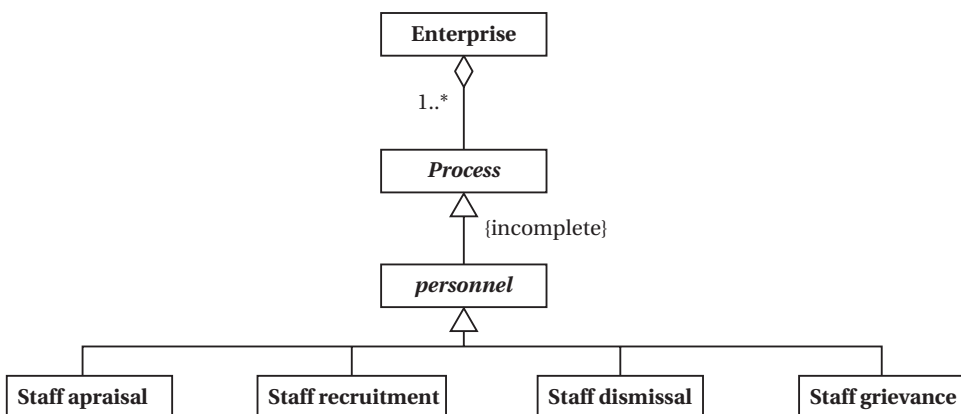 Enterprise
1..*
Process
{incomplete}
personnel
Staff apraisal
Staff recruitment
Staff dismissal
Staff grievance